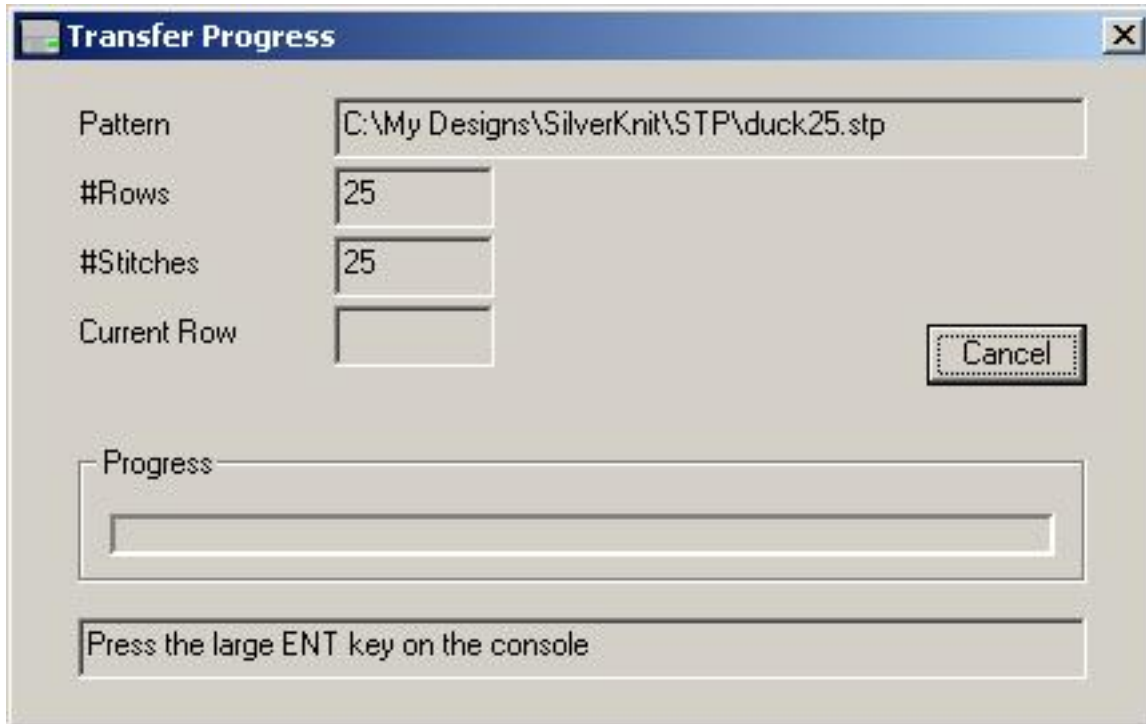 Transfer Progress
Pattern C:\My Designs\SilverKnit\STP\duck25.stp
#Rows 25
#Stitches 25
Current Row
Cancel
Progress
Press the large ENT key on the console